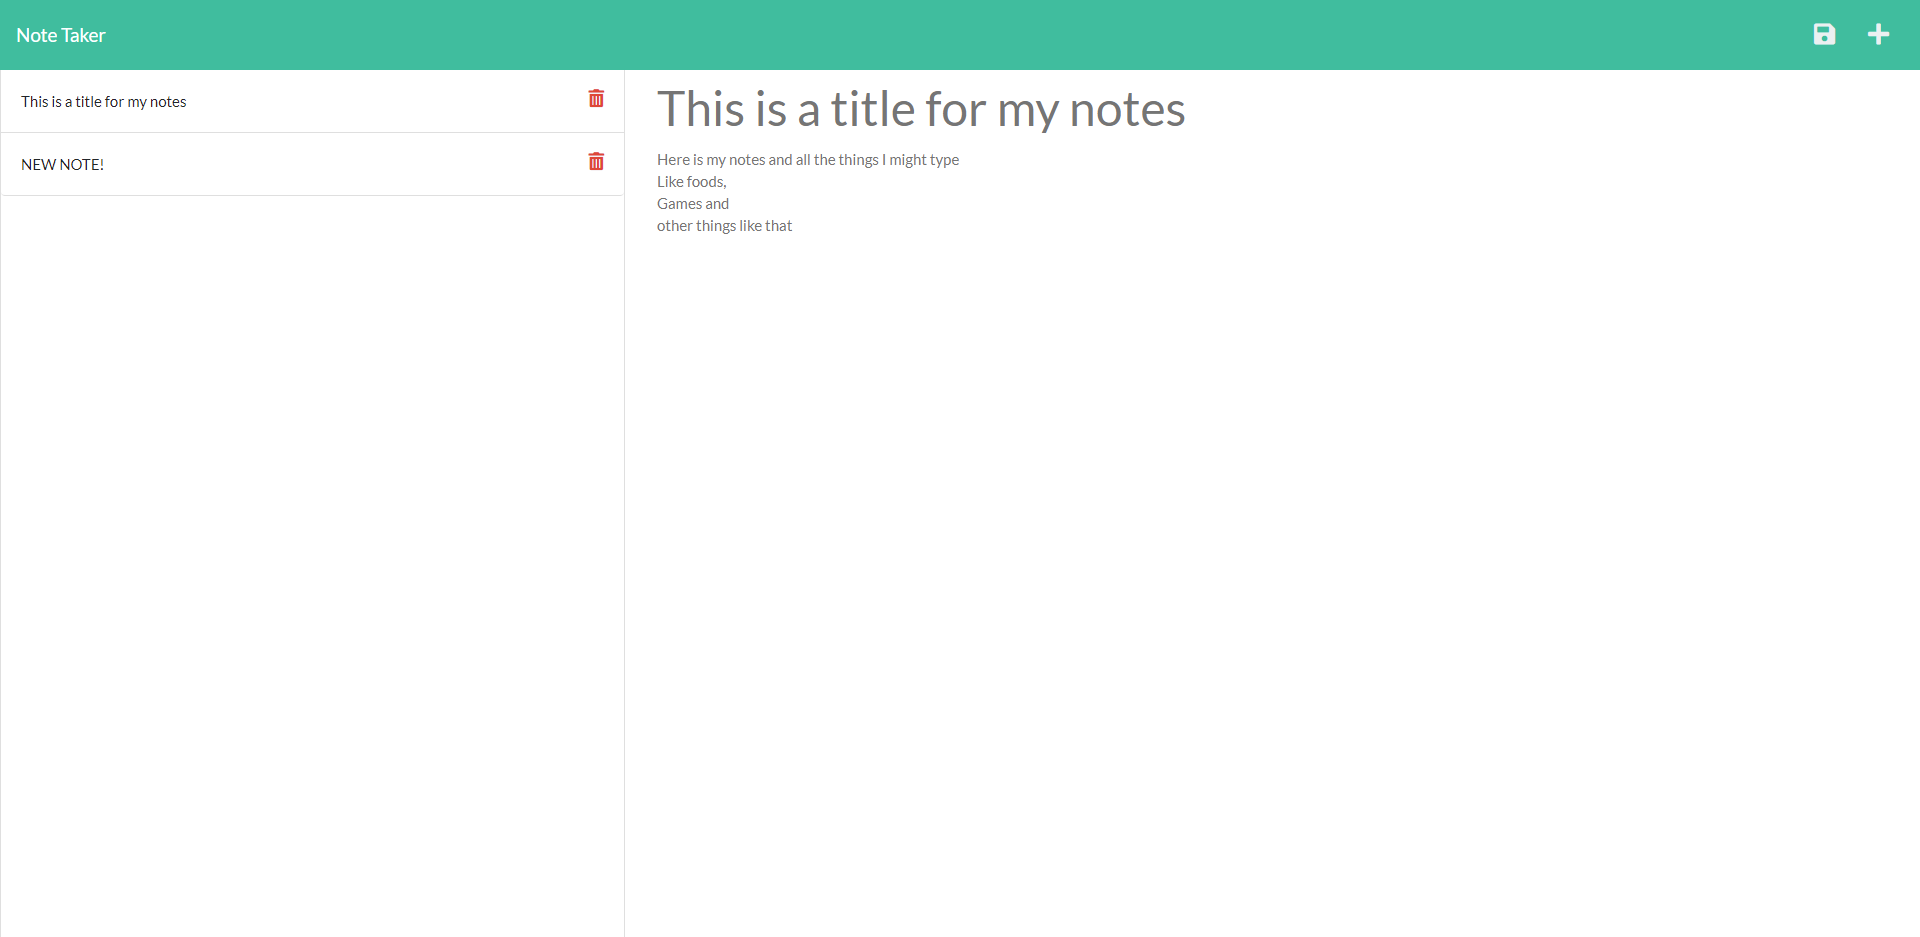 Note Taker
This is a title for my notes
NEW NOTE!
This is a title for my notes
Here is my notes and all the things I might type
Like foods,
Games and
other things like that